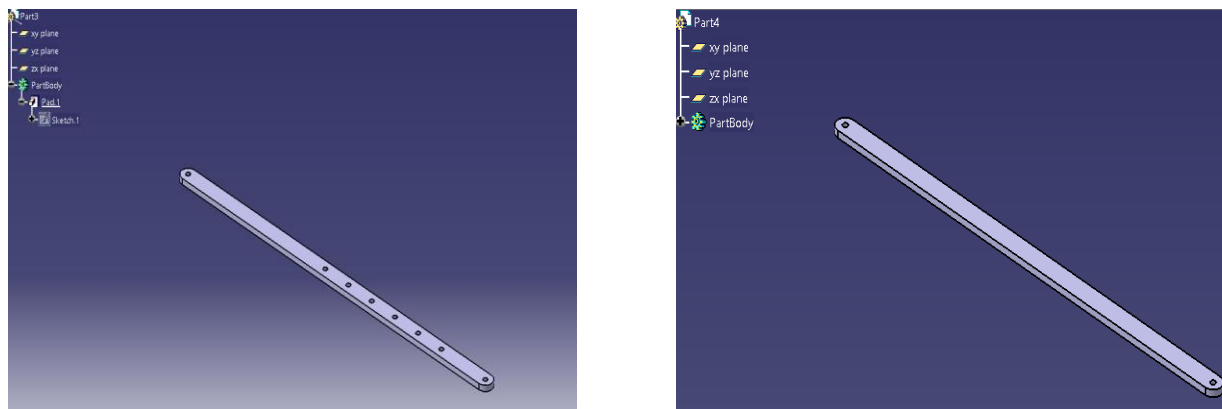 Part3
xy plane
yz plane
zx plane
PartBody
Pad.1
Sketch.1
Part4
xy plane
yz plane
zx plane
PartBody